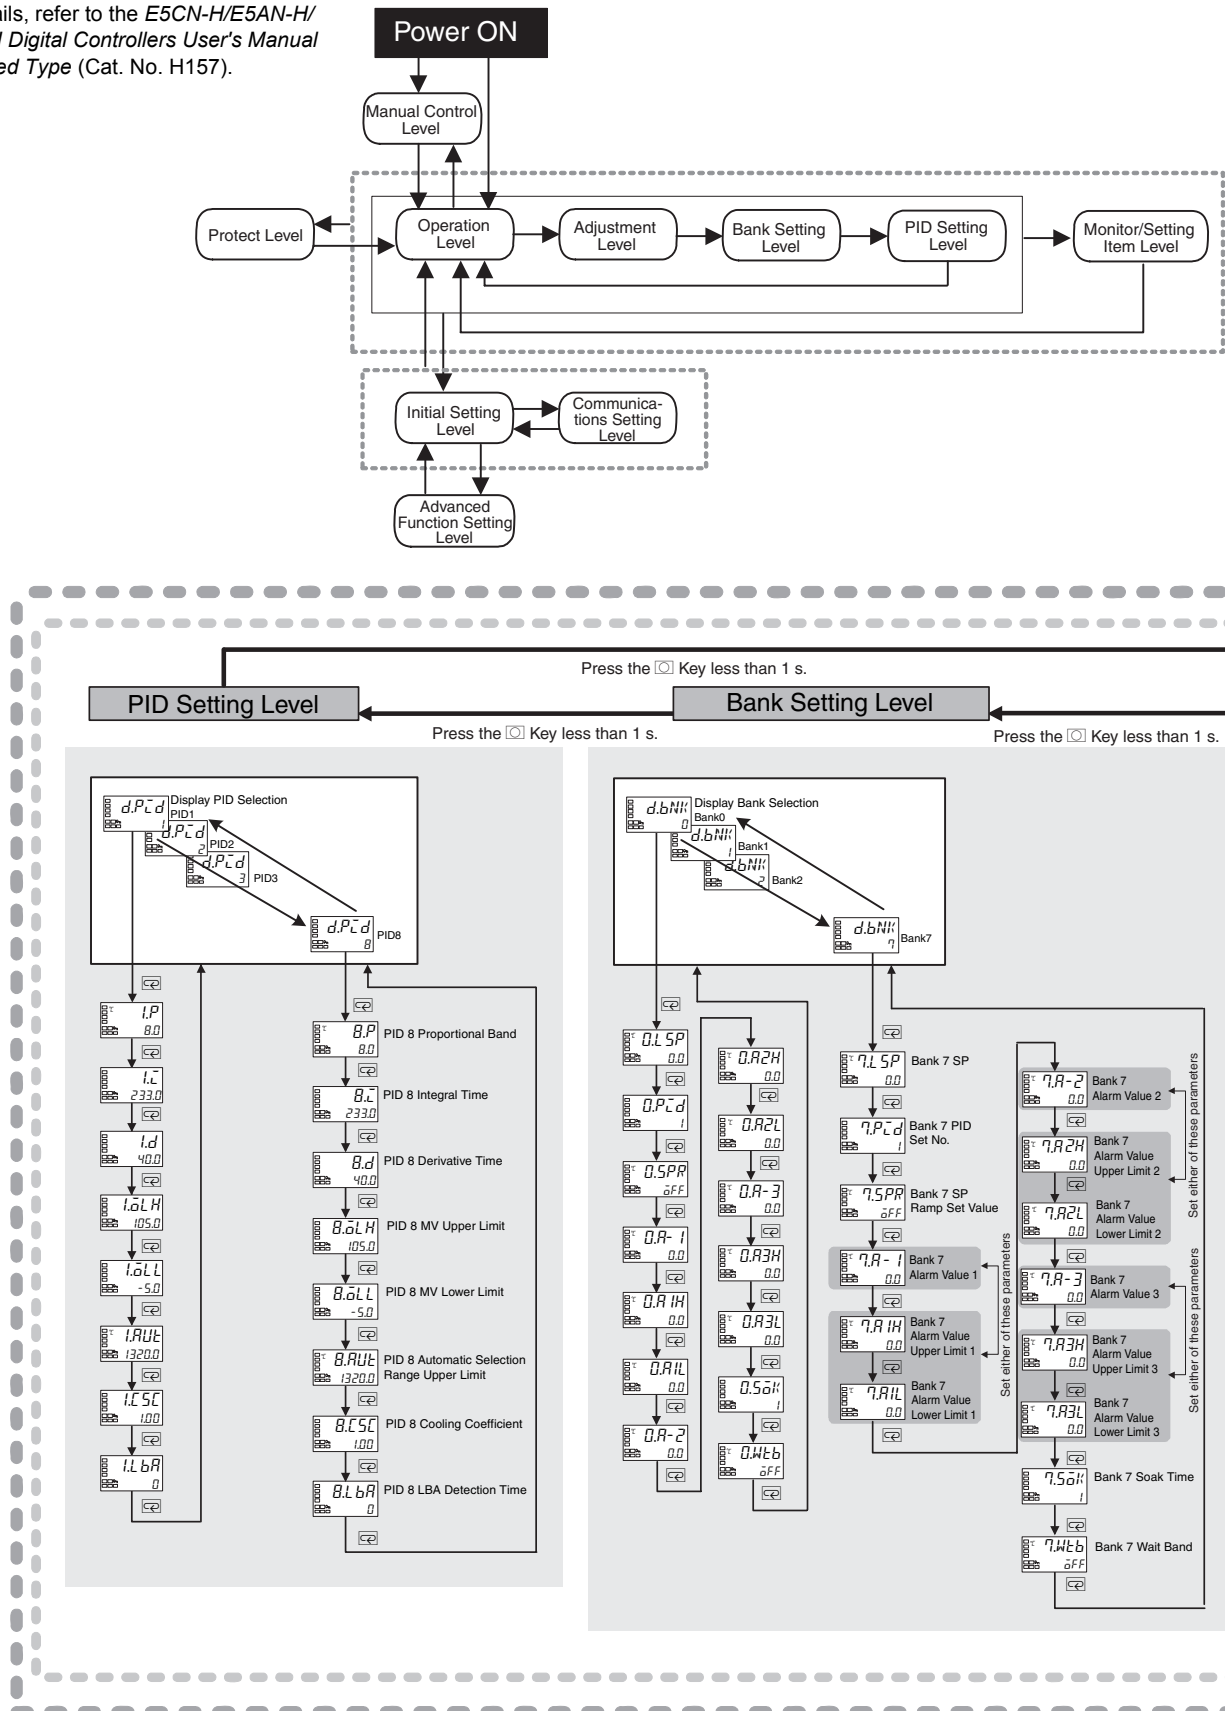 refer to the E5CN-H/E5AN-H/
Digital Controllers User's Manual
Type (Cat. No. H157).
Power ON
Manual Control
Level
Protect Level
Operation
Level
Adjustment
Level
Bank Setting
Level
PID Setting
Level
Monitor/Setting
Item Level
Initial Setting
Level
Communica-
tions Setting
Level
Advanced
Function Setting
Level
Press the Key less than 1 s.
PID Setting Level
Bank Setting Level
Press the Key less than 1 s.
Press the Key less than 1 s.
d.Pid
1
Display PID Selection
PID1
d.Pid
2
PID2
d.Pid
3
PID3
d.Pid
8
PID8
1.P
8.0
1.i
233.0
1.d
40.0
1.oLH
105.0
1.oLL
-5.0
1.AUt
1320.0
1.CSC
1.00
1.LbA
0
8.P
8.0
PID 8 Proportional Band
8.i
233.0
PID 8 Integral Time
8.d
40.0
PID 8 Derivative Time
8.oLH
105.0
PID 8 MV Upper Limit
8.oLL
-5.0
PID 8 MV Lower Limit
8.AUt
1320.0
PID 8 Automatic Selection
Range Upper Limit
8.CSC
1.00
PID 8 Cooling Coefficient
8.LbA
0
PID 8 LBA Detection Time
d.bNK
0
Display Bank Selection
Bank0
d.bNK
1
Bank1
d.bNK
2
Bank2
d.bNK
7
Bank7
0.LSP
0.0
0.Pid
1
0.SPR
oFF
0.A-1
0.0
0.A1H
0.0
0.A1L
0.0
0.A-2
0.0
0.A2H
0.0
0.A2L
0.0
0.A-3
0.0
0.A3H
0.0
0.A3L
0.0
0.SoK
1
0.Wtb
oFF
7.LSP
0.0
Bank 7 SP
7.Pid
1
Bank 7 PID
Set No.
7.SPR
oFF
Bank 7 SP
Ramp Set Value
7.A-1
0.0
Bank 7
Alarm Value 1
7.A1H
0.0
Bank 7
Alarm Value
Upper Limit 1
7.A1L
0.0
Bank 7
Alarm Value
Lower Limit 1
Set either of these parameters
7.A-2
0.0
Bank 7
Alarm Value 2
7.A2H
0.0
Bank 7
Alarm Value
Upper Limit 2
7.A2L
0.0
Bank 7
Alarm Value
Lower Limit 2
Set either of these parameters
7.A-3
0.0
Bank 7
Alarm Value 3
7.A3H
0.0
Bank 7
Alarm Value
Upper Limit 3
7.A3L
0.0
Bank 7
Alarm Value
Lower Limit 3
Set either of these parameters
7.SoK
1
Bank 7 Soak Time
7.Wtb
oFF
Bank 7 Wait Band